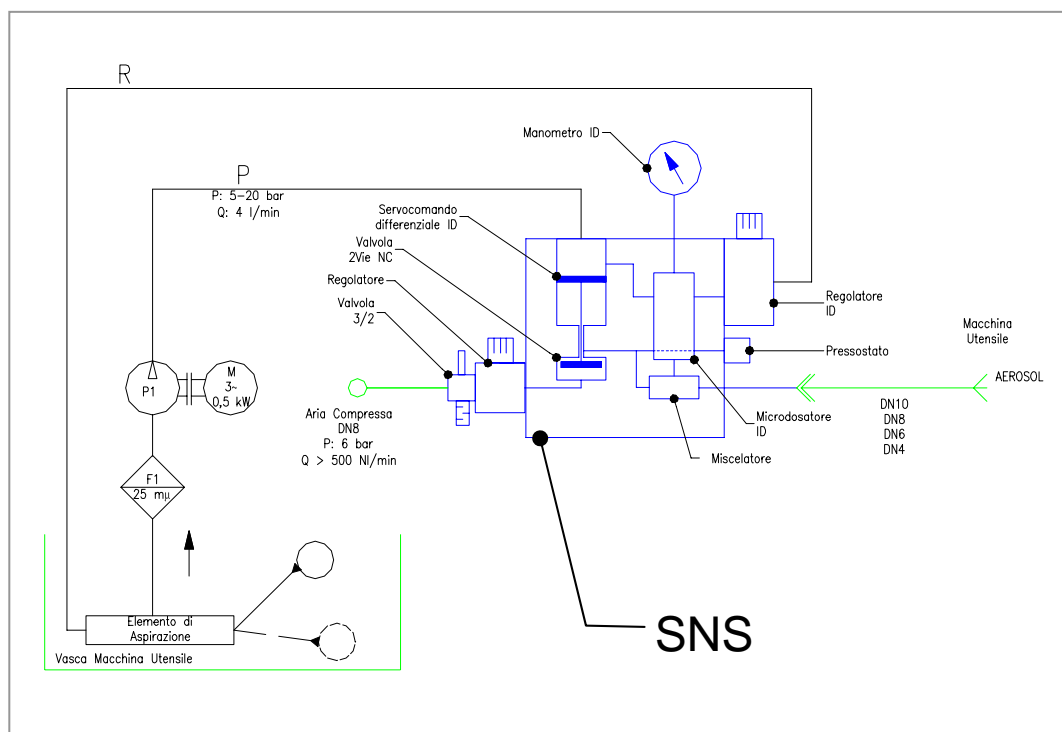 R
Manometro ID
P
P: 5-20 bar
Q: 4 l/min
Servocomando
differenziale ID
Valvola
2Vie NC
Regolatore
Valvola
3/2
Regolatore
ID
Macchina
Utensile
Pressostato
AEROSOL
P1
M
3~
0,5 kW
Aria Compressa
DN8
P: 6 bar
Q > 500 Nl/min
DN10
DN8
DN6
DN4
Microdosatore
ID
Miscelatore
F1
25 mμ
SNS
Elemento di
Aspirazione
Vasca Macchina Utensile